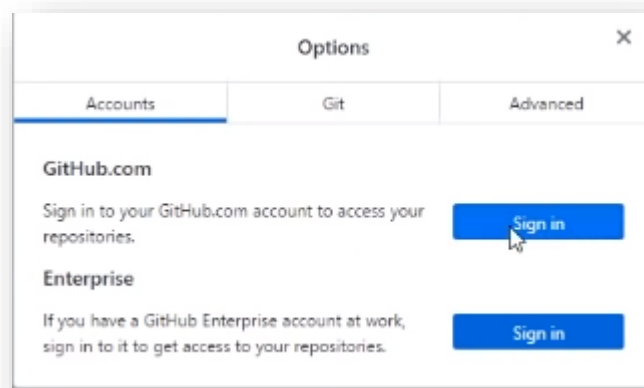 Options
Accounts
Git
Advanced
GitHub.com
Sign in to your GitHub.com account to access your
repositories.
Sign in
Enterprise
If you have a GitHub Enterprise account at work,
sign in to it to get access to your repositories.
Sign in